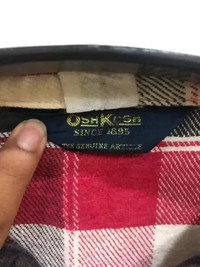 OSHKOSH
SINCE 1895
THE GENUINE ARTICLE